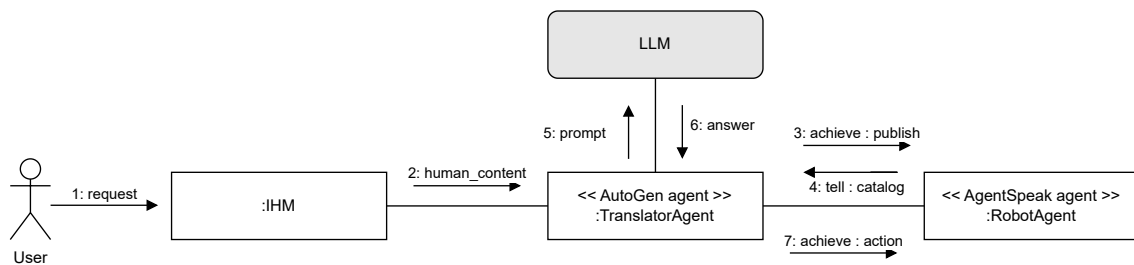 LLM
5: prompt
6: answer
3: achieve : publish
1: request
2: human_content
:IHM
<< AutoGen agent >>
:TranslatorAgent
4: tell : catalog
<< AgentSpeak agent >>
:RobotAgent
7: achieve : action
User